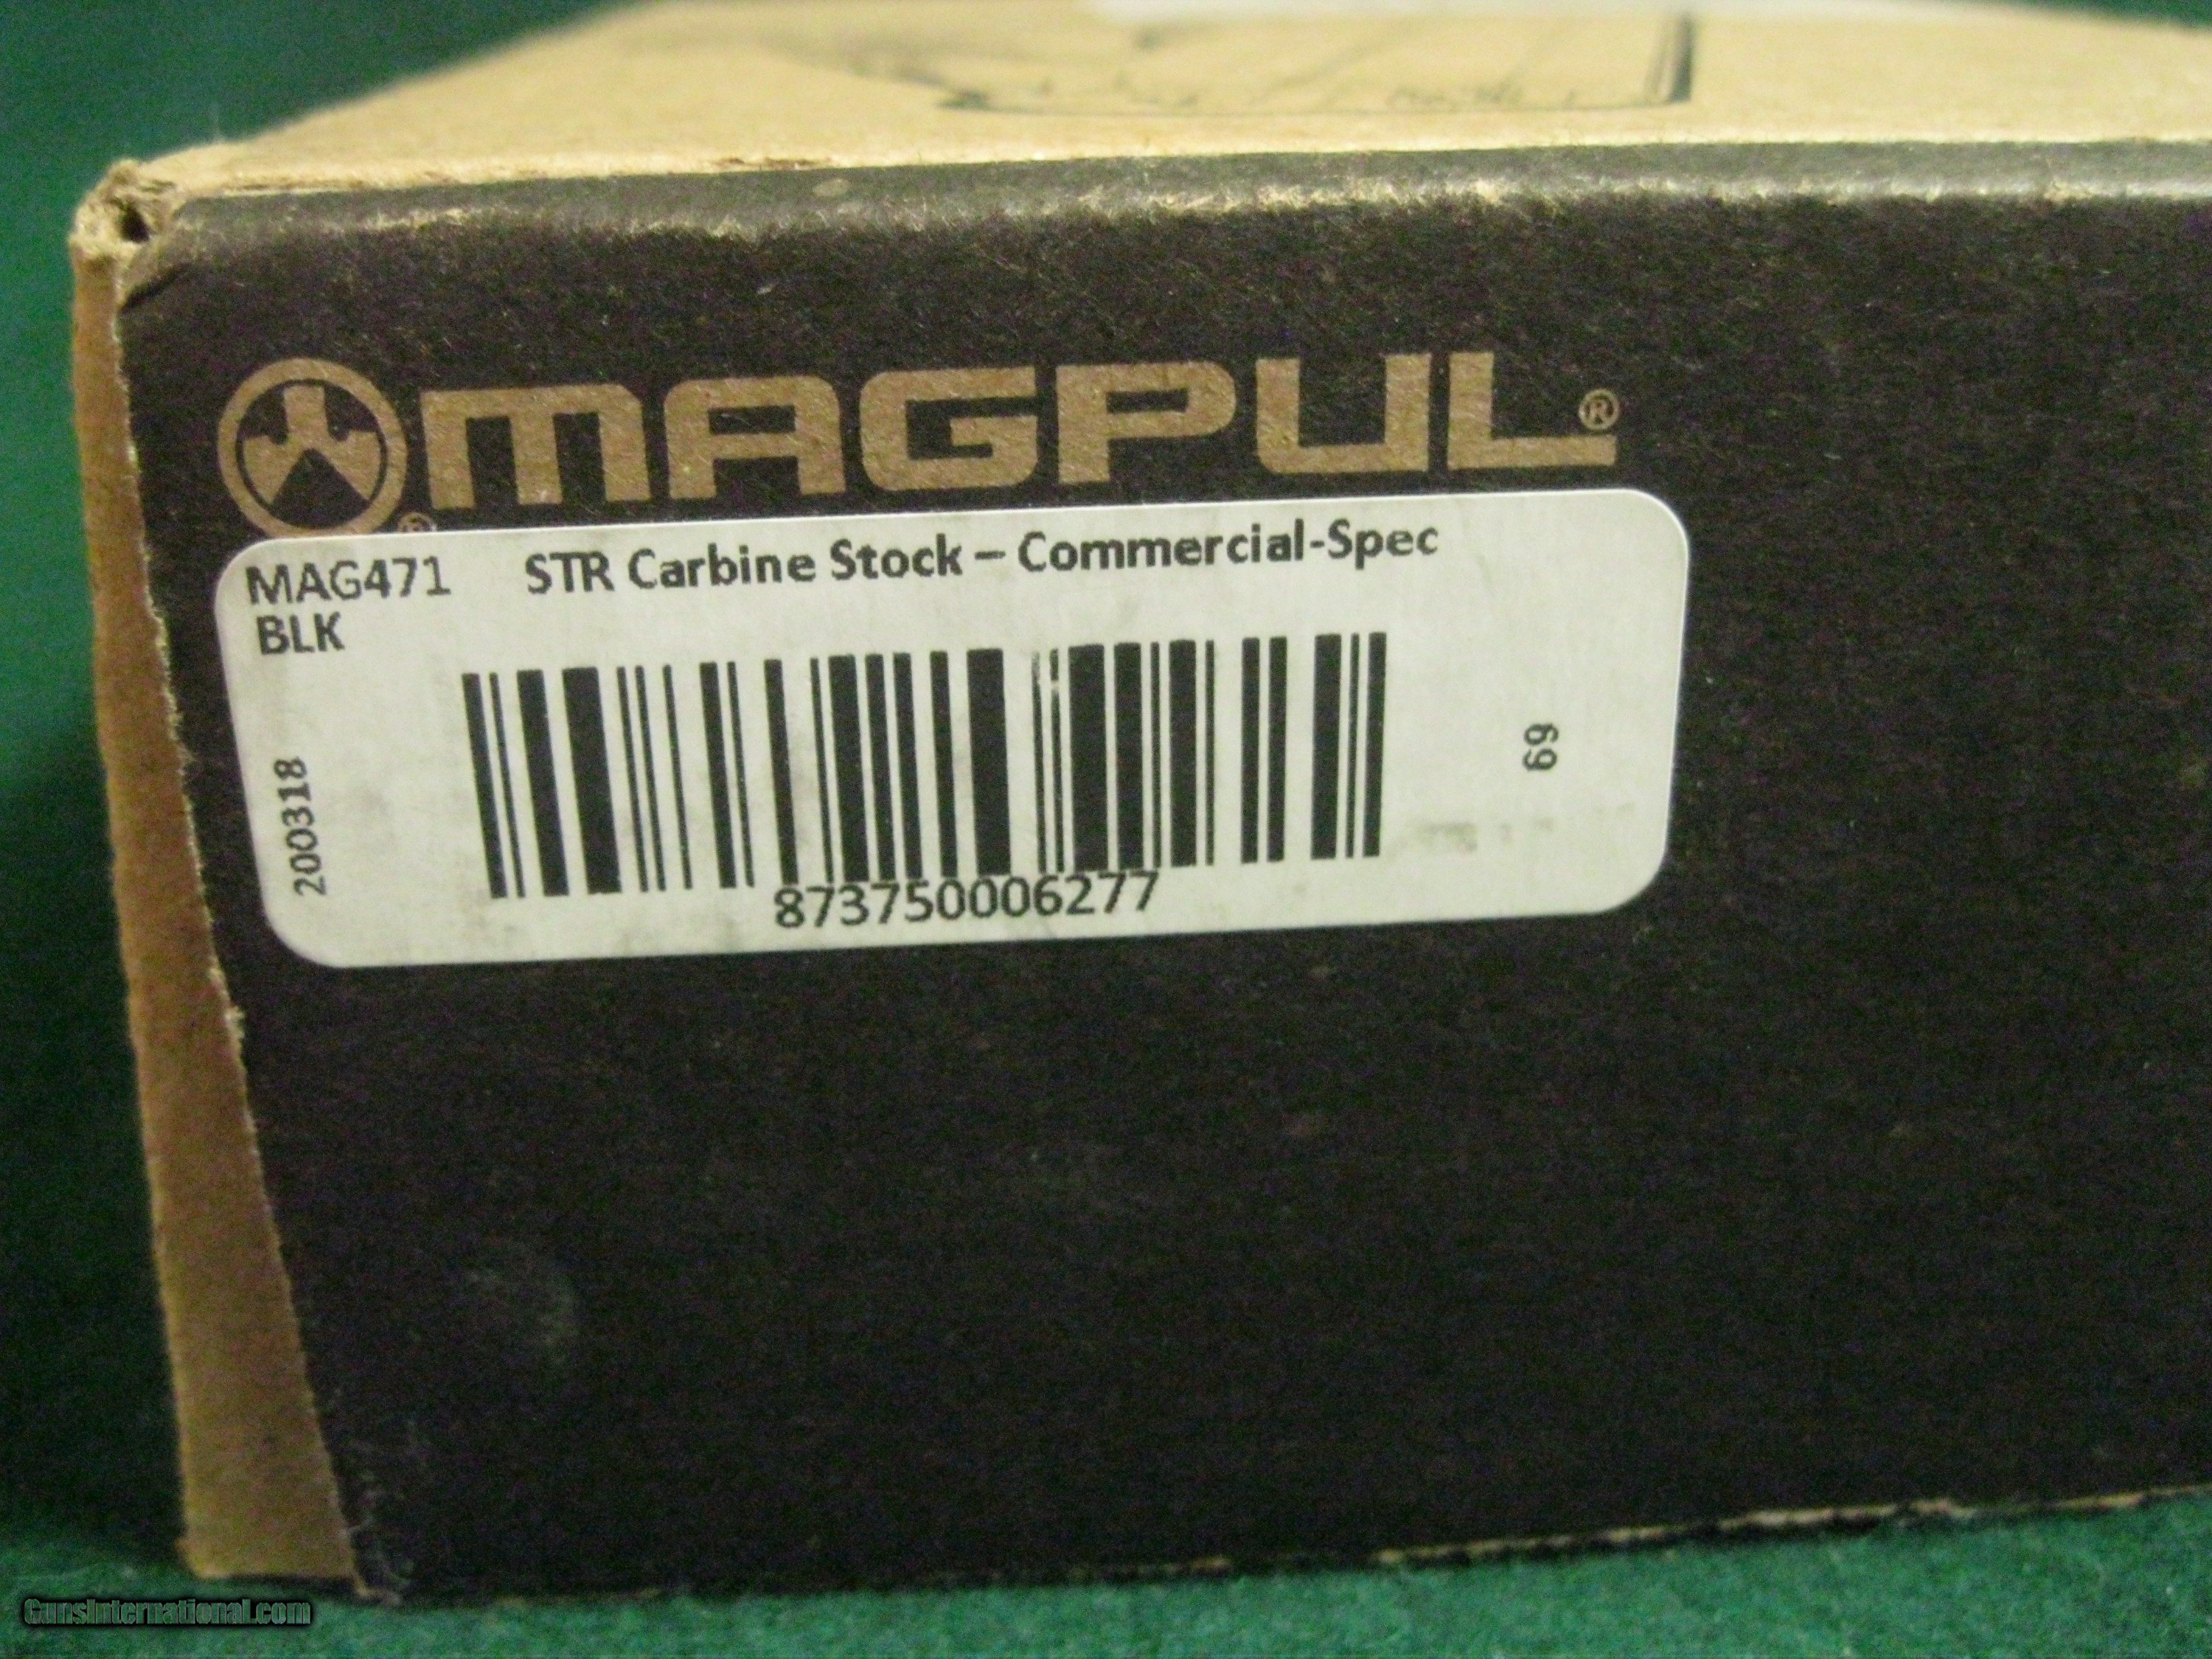 MAGPUL®
®
MAG471 STR Carbine Stock – Commercial-Spec
BLK
200318
873750006277
69
GunsInternational.com